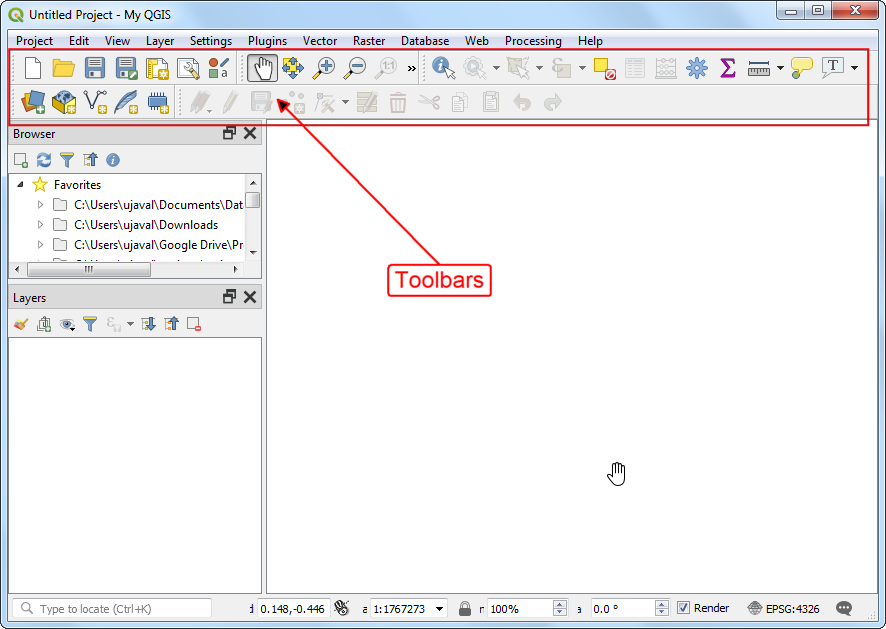 Untitled Project - My QGIS
Project Edit View Layer Settings Plugins Vector Raster Database Web Processing Help
1:1 » T
a
Browser
Favorites
C:\Users\ujaval\Documents\Dat
C:\Users\ujaval\Downloads
C:\Users\ujaval\Google Drive\Pr
Toolbars
Layers
Type to locate (Ctrl+K) 0.148,-0.446 a 1:1767273 100% a 0.0 ° Render EPSG:4326